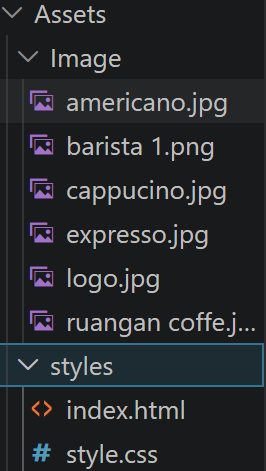 Assets
Image
americano.jpg
barista 1.png
cappucino.jpg
expresso.jpg
logo.jpg
ruangan coffe.j...
styles
index.html
style.css